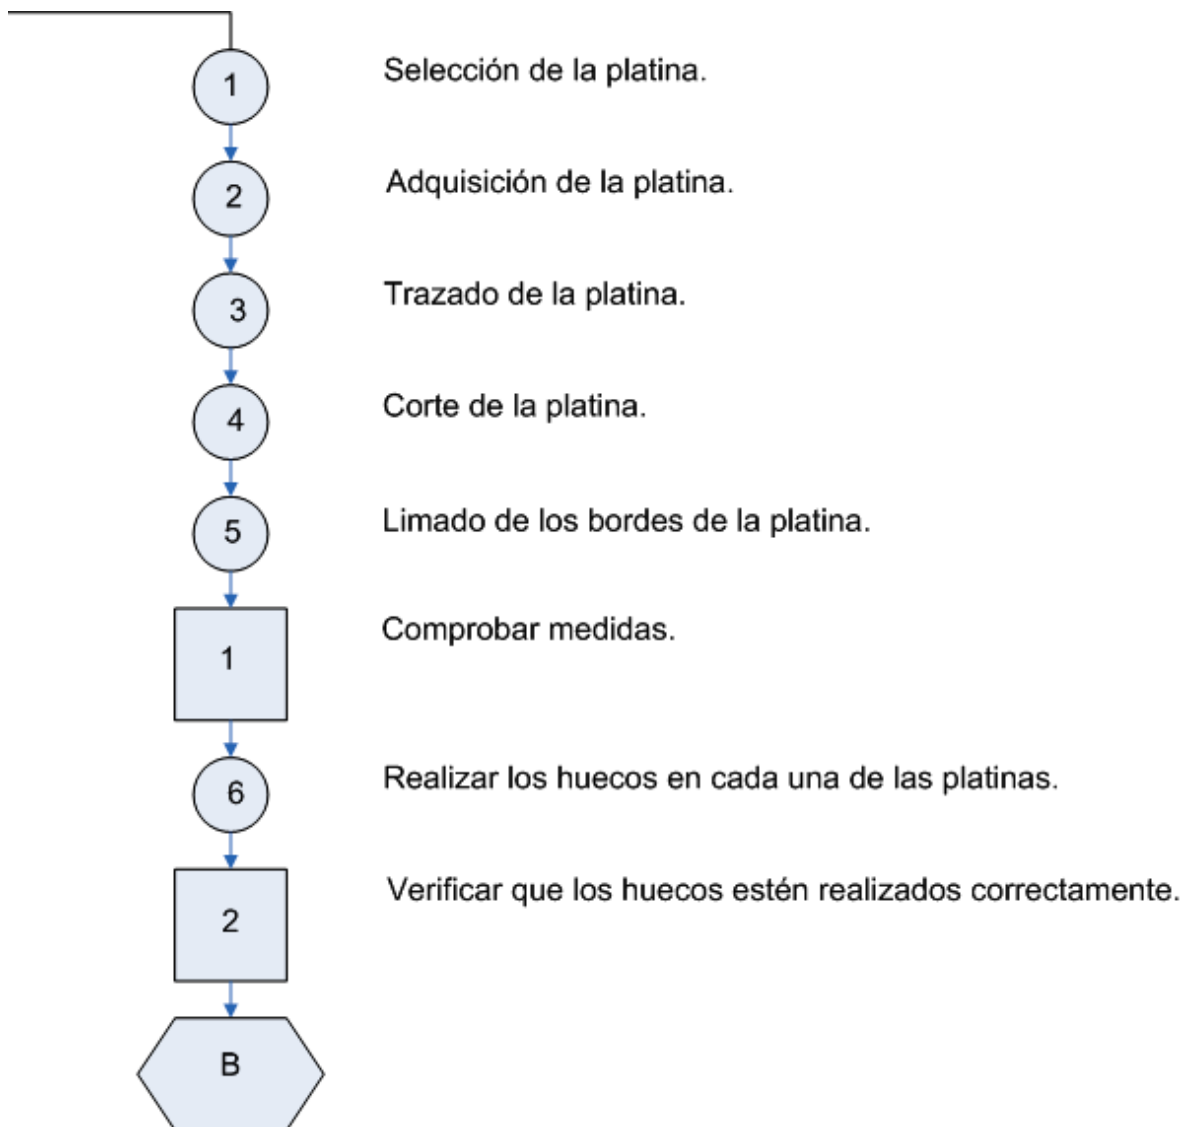 1 Selección de la platina.
2 Adquisición de la platina.
3 Trazado de la platina.
4 Corte de la platina.
5 Limado de los bordes de la platina.
1 Comprobar medidas.
6 Realizar los huecos en cada una de las platinas.
2 Verificar que los huecos estén realizados correctamente.
B